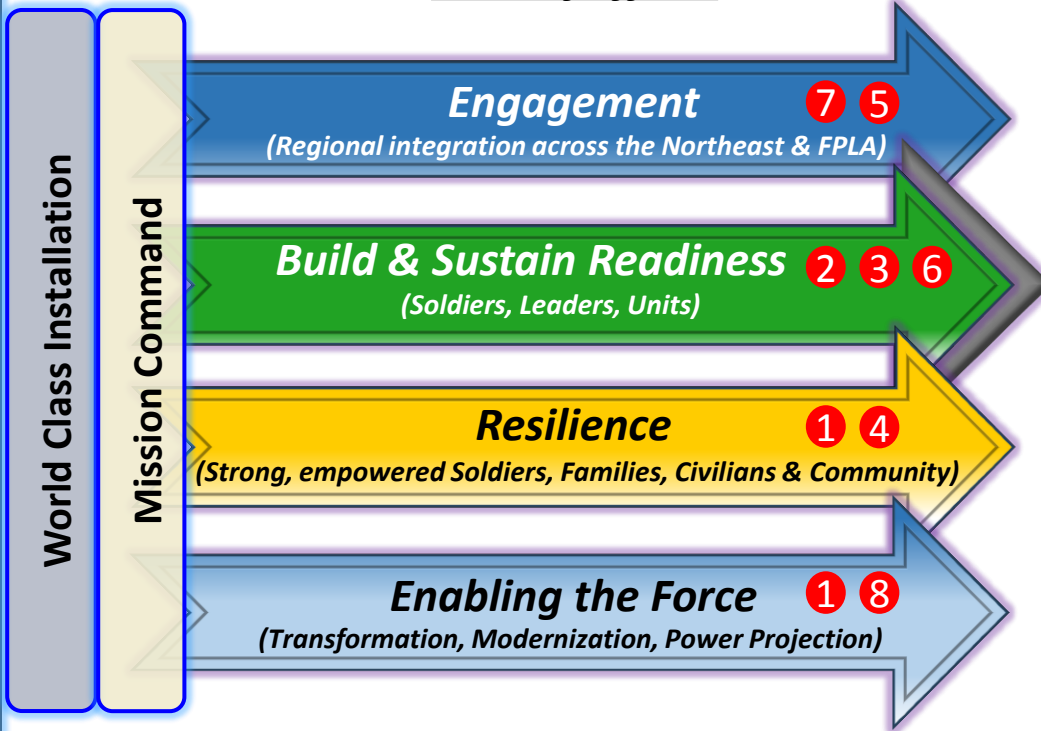 World Class Installation
Mission Command
Engagement 7 5
(Regional integration across the Northeast & FPLA)
Build & Sustain Readiness 2 3 6
(Soldiers, Leaders, Units)
Resilience 1 4
(Strong, empowered Soldiers, Families, Civilians & Community)
Enabling the Force 1 8
(Transformation, Modernization, Power Projection)